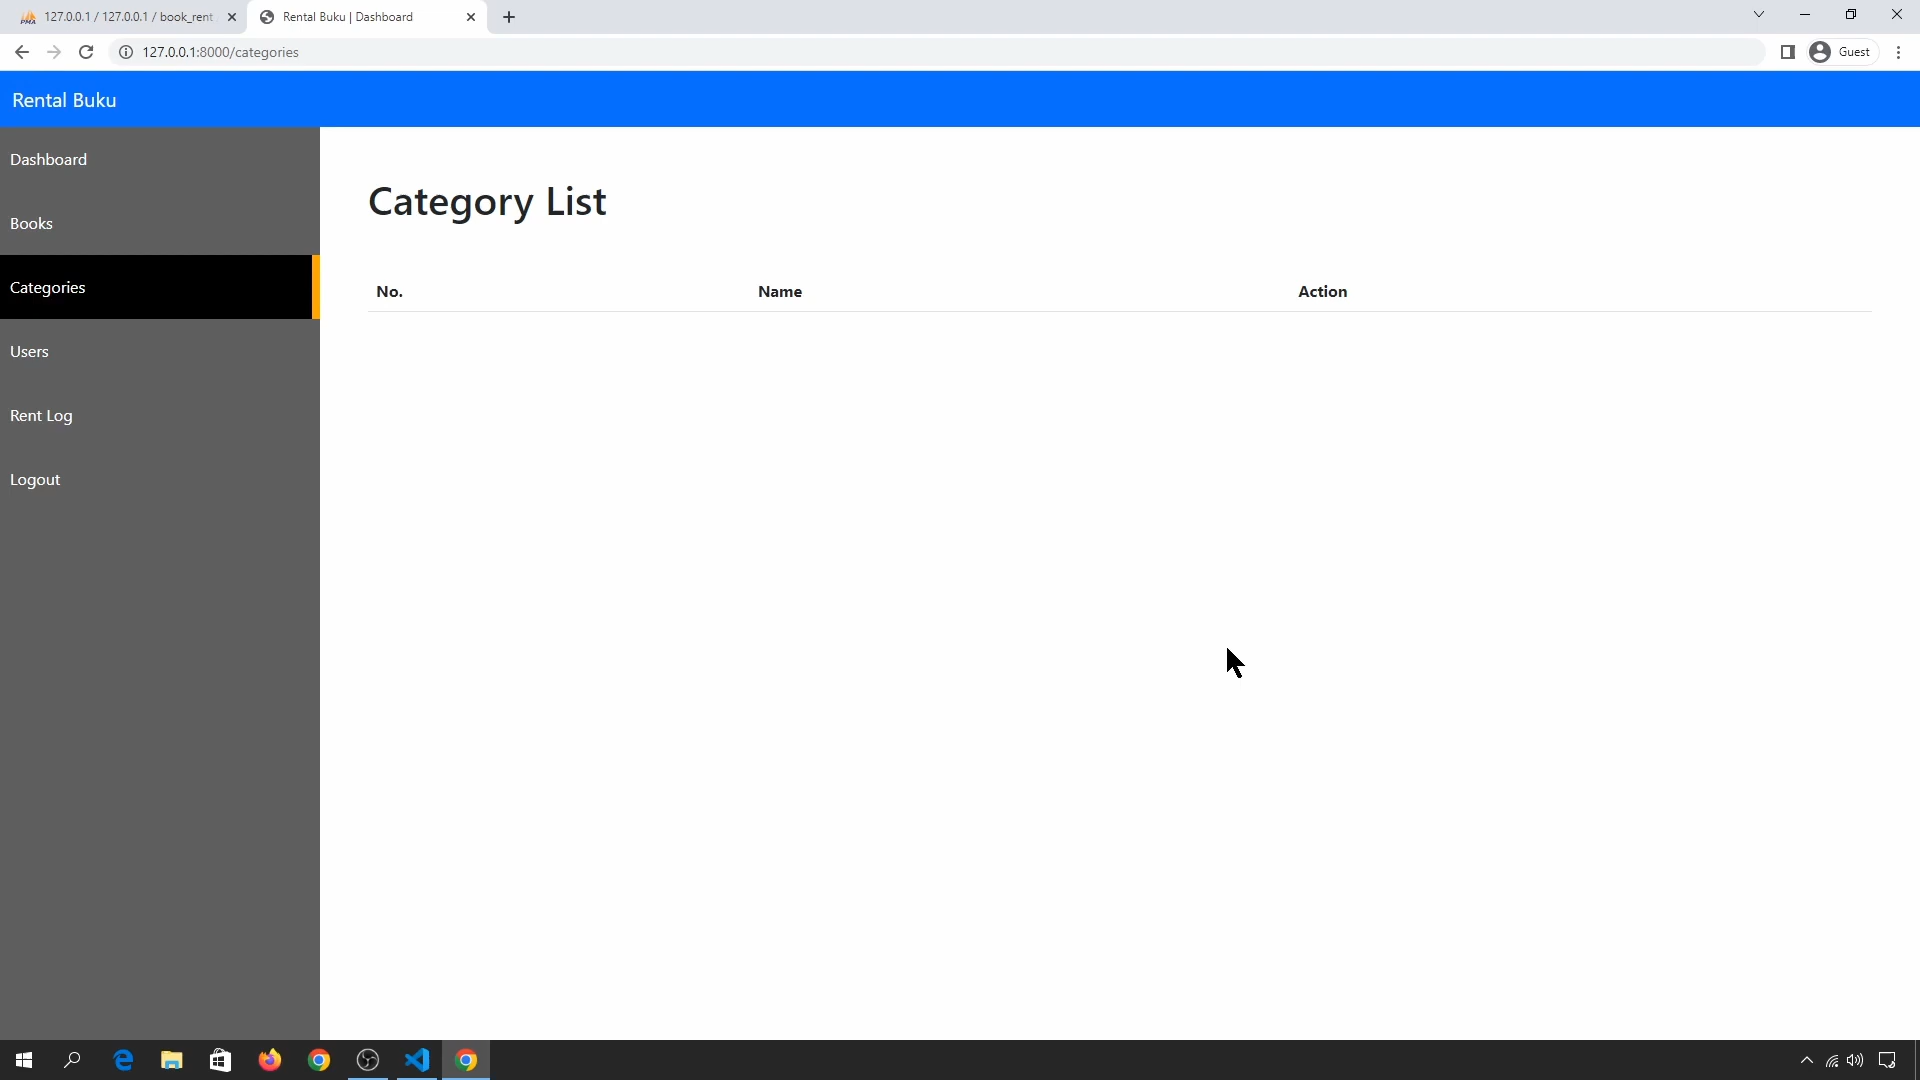 127.0.0.1 / 127.0.0.1 / book_rent
Rental Buku | Dashboard
127.0.0.1:8000/categories
Guest
Rental Buku
Dashboard
Books
Categories
Users
Rent Log
Logout
Category List
No. Name Action